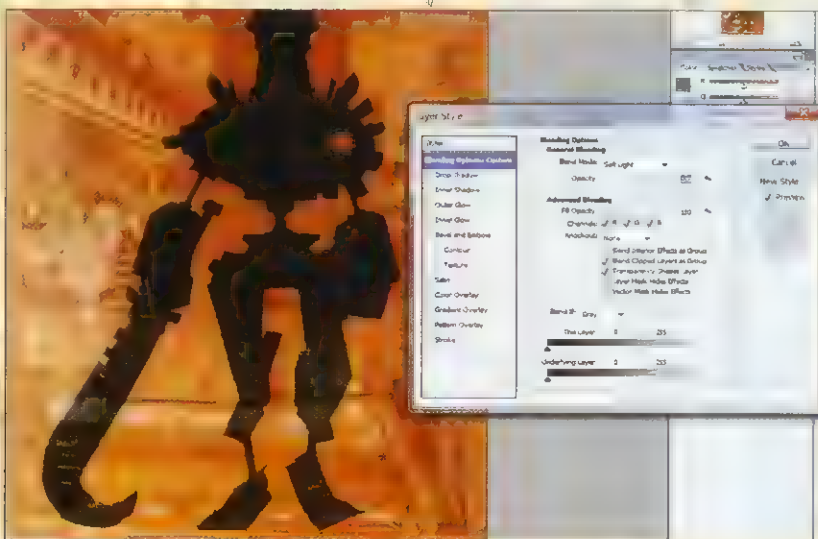 Layer Style
Styles
Blending Options: Custom
Drop Shadow
Inner Shadow
Outer Glow
Inner Glow
Bevel and Emboss
Contour
Texture
Satin
Color Overlay
Gradient Overlay
Pattern Overlay
Stroke
Blending Options
General Blending
Blend Mode: Soft Light
Opacity: %
Advanced Blending
Fill Opacity: 100 %
Channels: R G B
Knockout: None
Blend Interior Effects as Group
Blend Clipped Layers as Group
Transparency Shapes Layer
Layer Mask Hides Effects
Vector Mask Hides Effects
Blend If: Gray
This Layer: 0 255
Underlying Layer: 0 255
OK
Cancel
New Style
Preview
Color Swatches Styles
R
G